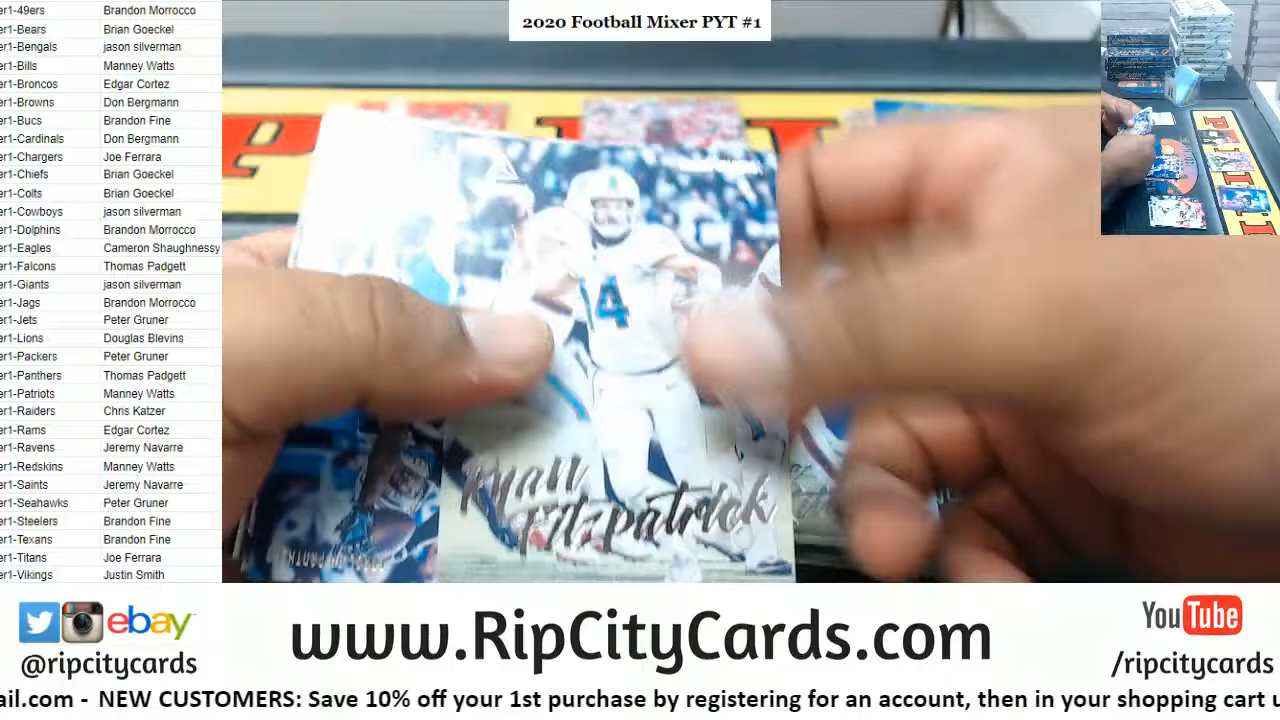 2020 Football Mixer PYT #1
er1-49ers Brandon Morrocco
er1-Bears Brian Goeckel
er1-Bengals jason silverman
er1-Bills Manney Watts
er1-Broncos Edgar Cortez
er1-Browns Don Bergmann
er1-Bucs Brandon Fine
er1-Cardinals Don Bergmann
er1-Chargers Joe Ferrara
er1-Chiefs Brian Goeckel
er1-Colts Brian Goeckel
er1-Cowboys jason silverman
er1-Dolphins Brandon Morrocco
er1-Eagles Cameron Shaughnessy
er1-Falcons Thomas Padgett
er1-Giants jason silverman
er1-Jags Brandon Morrocco
er1-Jets Peter Gruner
er1-Lions Douglas Blevins
er1-Packers Peter Gruner
er1-Panthers Thomas Padgett
er1-Patriots Manney Watts
er1-Raiders Chris Katzer
er1-Rams Edgar Cortez
er1-Ravens Jeremy Navarre
er1-Redskins Manney Watts
er1-Saints Jeremy Navarre
er1-Seahawks Peter Gruner
er1-Steelers Brandon Fine
er1-Texans Brandon Fine
er1-Titans Joe Ferrara
er1-Vikings Justin Smith
14
Ryan
Fitzpatrick
ebay
@ripcitycards
www.RipCityCards.com
YouTube
/ripcitycards
ail.com - NEW CUSTOMERS: Save 10% off your 1st purchase by registering for an account, then in your shopping cart u